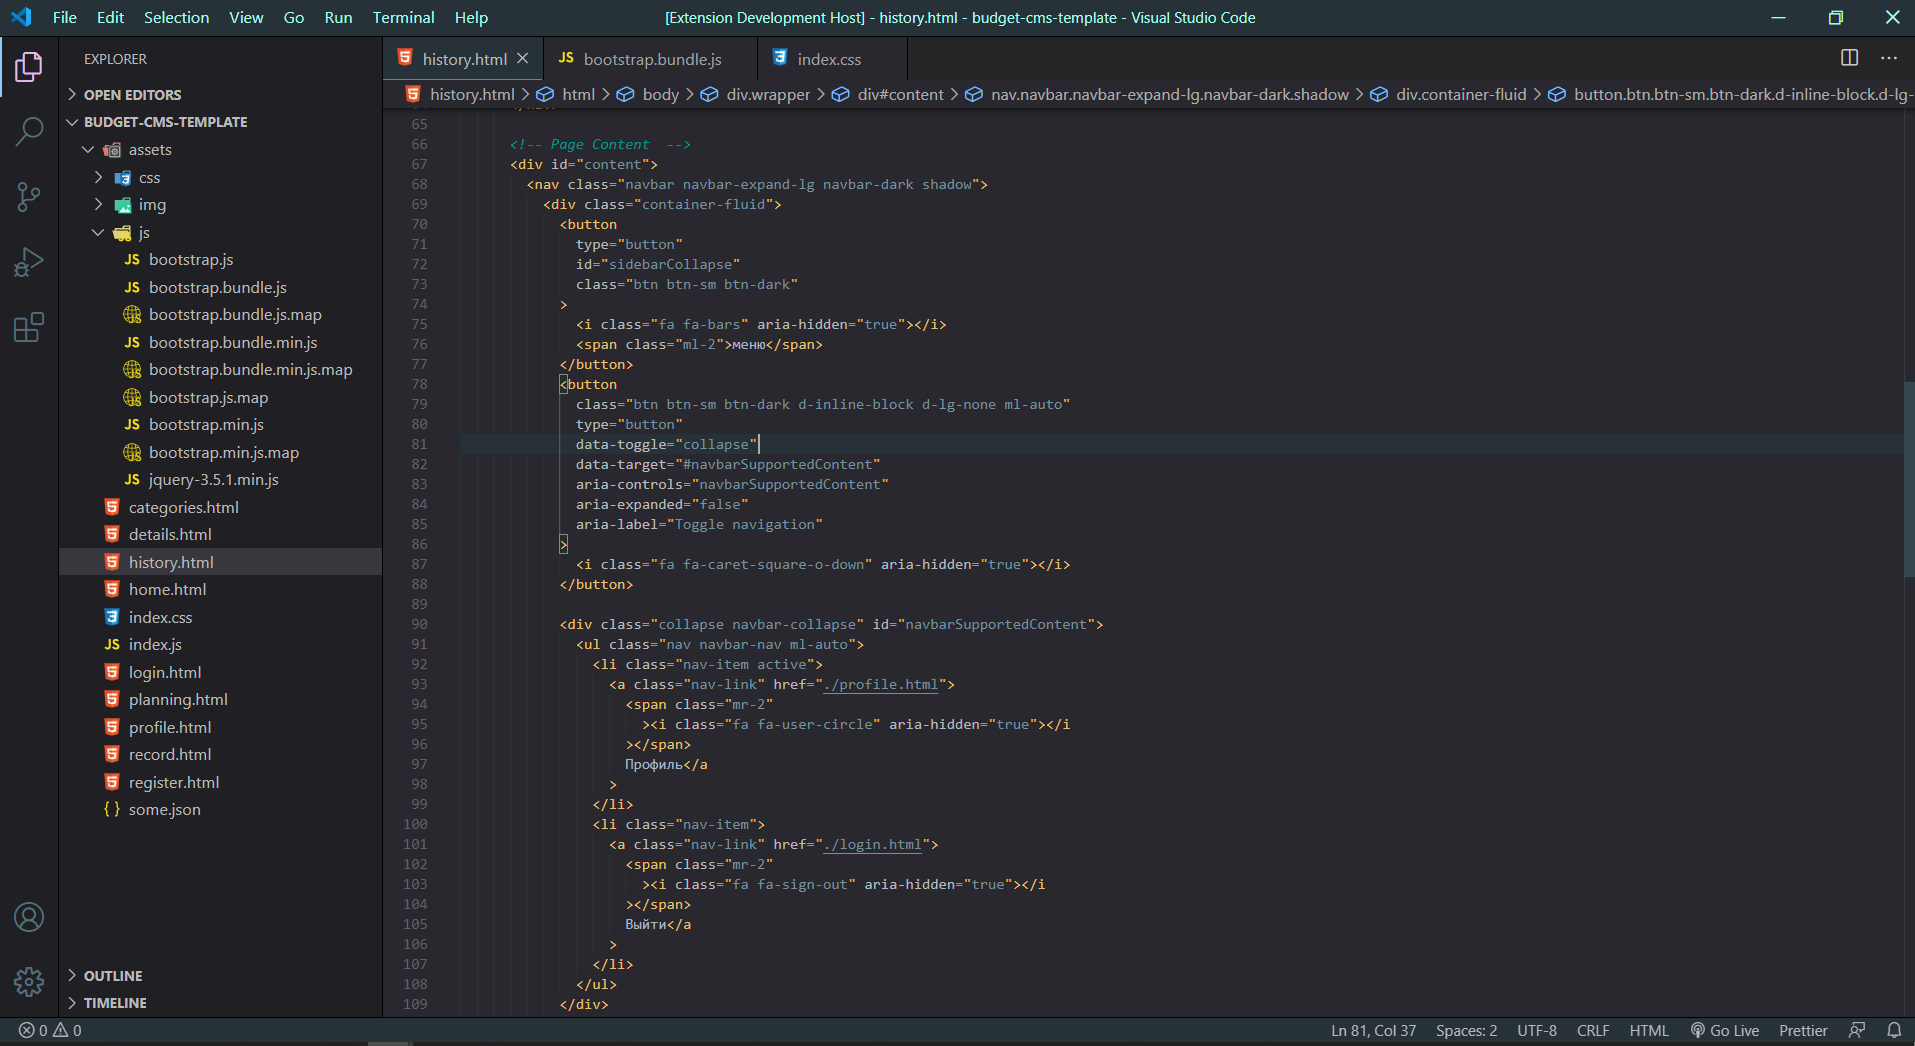 File Edit Selection View Go Run Terminal Help
[Extension Development Host] - history.html - budget-cms-template - Visual Studio Code
EXPLORER
OPEN EDITORS
BUDGET-CMS-TEMPLATE
assets
css
img
js
JS bootstrap.js
JS bootstrap.bundle.js
bootstrap.bundle.js.map
JS bootstrap.bundle.min.js
bootstrap.bundle.min.js.map
bootstrap.js.map
JS bootstrap.min.js
bootstrap.min.js.map
JS jquery-3.5.1.min.js
categories.html
details.html
history.html
home.html
index.css
JS index.js
login.html
planning.html
profile.html
record.html
register.html
{ } some.json
OUTLINE
TIMELINE
history.html JS bootstrap.bundle.js index.css
history.html > html > body > div.wrapper > div#content > nav.navbar.navbar-expand-lg.navbar-dark.shadow > div.container-fluid > button.btn.btn-sm.btn-dark.d-inline-block.d-lg-
65
66 <!-- Page Content  -->
67 <div id="content">
68 <nav class="navbar navbar-expand-lg navbar-dark shadow">
69 <div class="container-fluid">
70 <button
71 type="button"
72 id="sidebarCollapse"
73 class="btn btn-sm btn-dark"
74 >
75 <i class="fa fa-bars" aria-hidden="true"></i>
76 <span class="ml-2">меню</span>
77 </button>
78 <button
79 class="btn btn-sm btn-dark d-inline-block d-lg-none ml-auto"
80 type="button"
81 data-toggle="collapse"
82 data-target="#navbarSupportedContent"
83 aria-controls="navbarSupportedContent"
84 aria-expanded="false"
85 aria-label="Toggle navigation"
86 >
87 <i class="fa fa-caret-square-o-down" aria-hidden="true"></i>
88 </button>
89
90 <div class="collapse navbar-collapse" id="navbarSupportedContent">
91 <ul class="nav navbar-nav ml-auto">
92 <li class="nav-item active">
93 <a class="nav-link" href="./profile.html">
94 <span class="mr-2"
95 ><i class="fa fa-user-circle" aria-hidden="true"></i
96 ></span>
97 Профиль</a
98 >
99 </li>
100 <li class="nav-item">
101 <a class="nav-link" href="./login.html">
102 <span class="mr-2"
103 ><i class="fa fa-sign-out" aria-hidden="true"></i
104 ></span>
105 Выйти</a
106 >
107 </li>
108 </ul>
109 </div>
0 0 Ln 81, Col 37 Spaces: 2 UTF-8 CRLF HTML Go Live Prettier